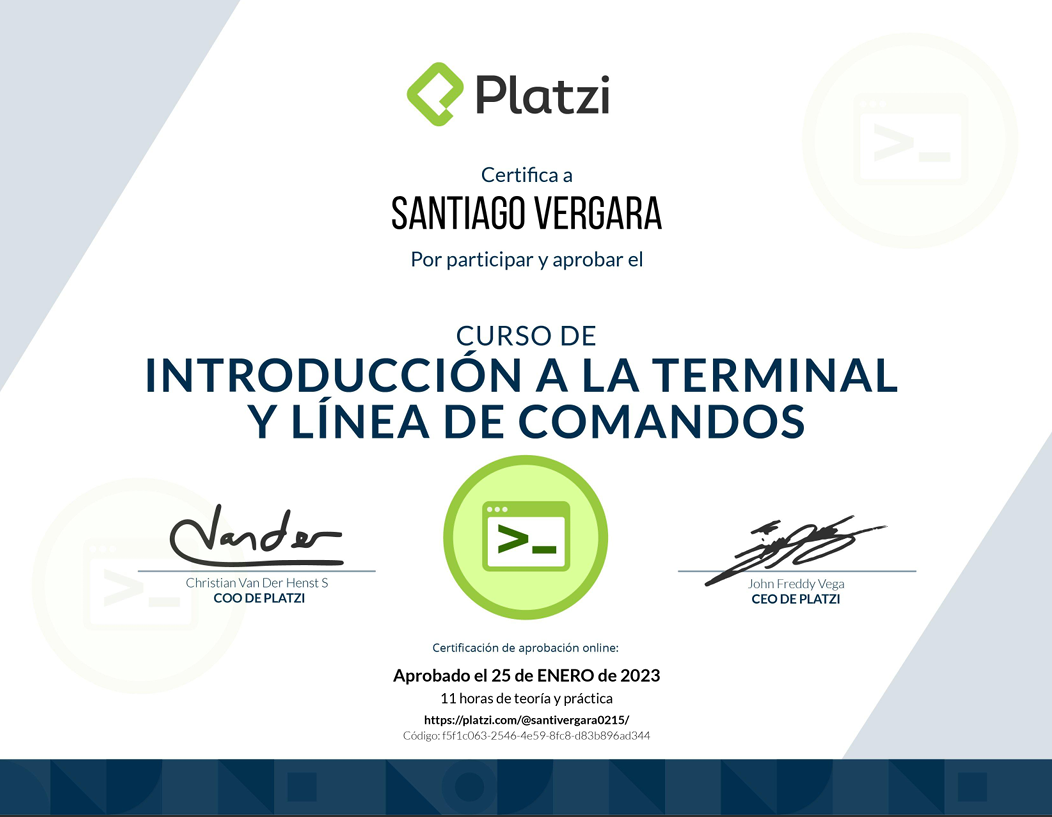 Platzi
Certifica a
SANTIAGO VERGARA
Por participar y aprobar el
CURSO DE
INTRODUCCIÓN A LA TERMINAL
Y LÍNEA DE COMANDOS
>_
Vander
Christian Van Der Henst S
COO DE PLATZI
John Freddy Vega
CEO DE PLATZI
Certificación de aprobación online:
Aprobado el 25 de ENERO de 2023
11 horas de teoría y práctica
https://platzi.com/@santivergara0215/
Código: f5f1c063-2546-4e59-8fc8-d83b896ad344